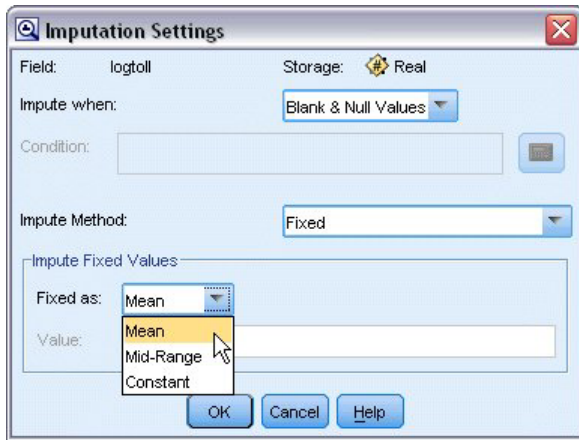 Imputation Settings
Field: logtoll Storage: Real
Impute when: Blank & Null Values
Condition:
Impute Method: Fixed
Impute Fixed Values
Fixed as: Mean
Mean
Value:
Mid-Range
Constant
OK Cancel Help